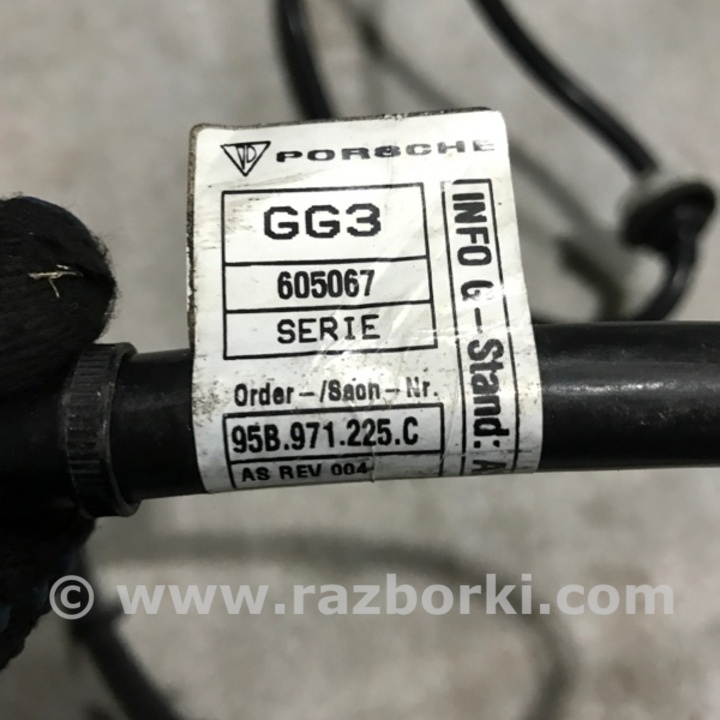 PORSCHE
GG3
605067
SERIE
Order-/Sach-Nr.
95B.971.225.C
AS REV 004
INFO G-Stand: A
© www.razborki.com